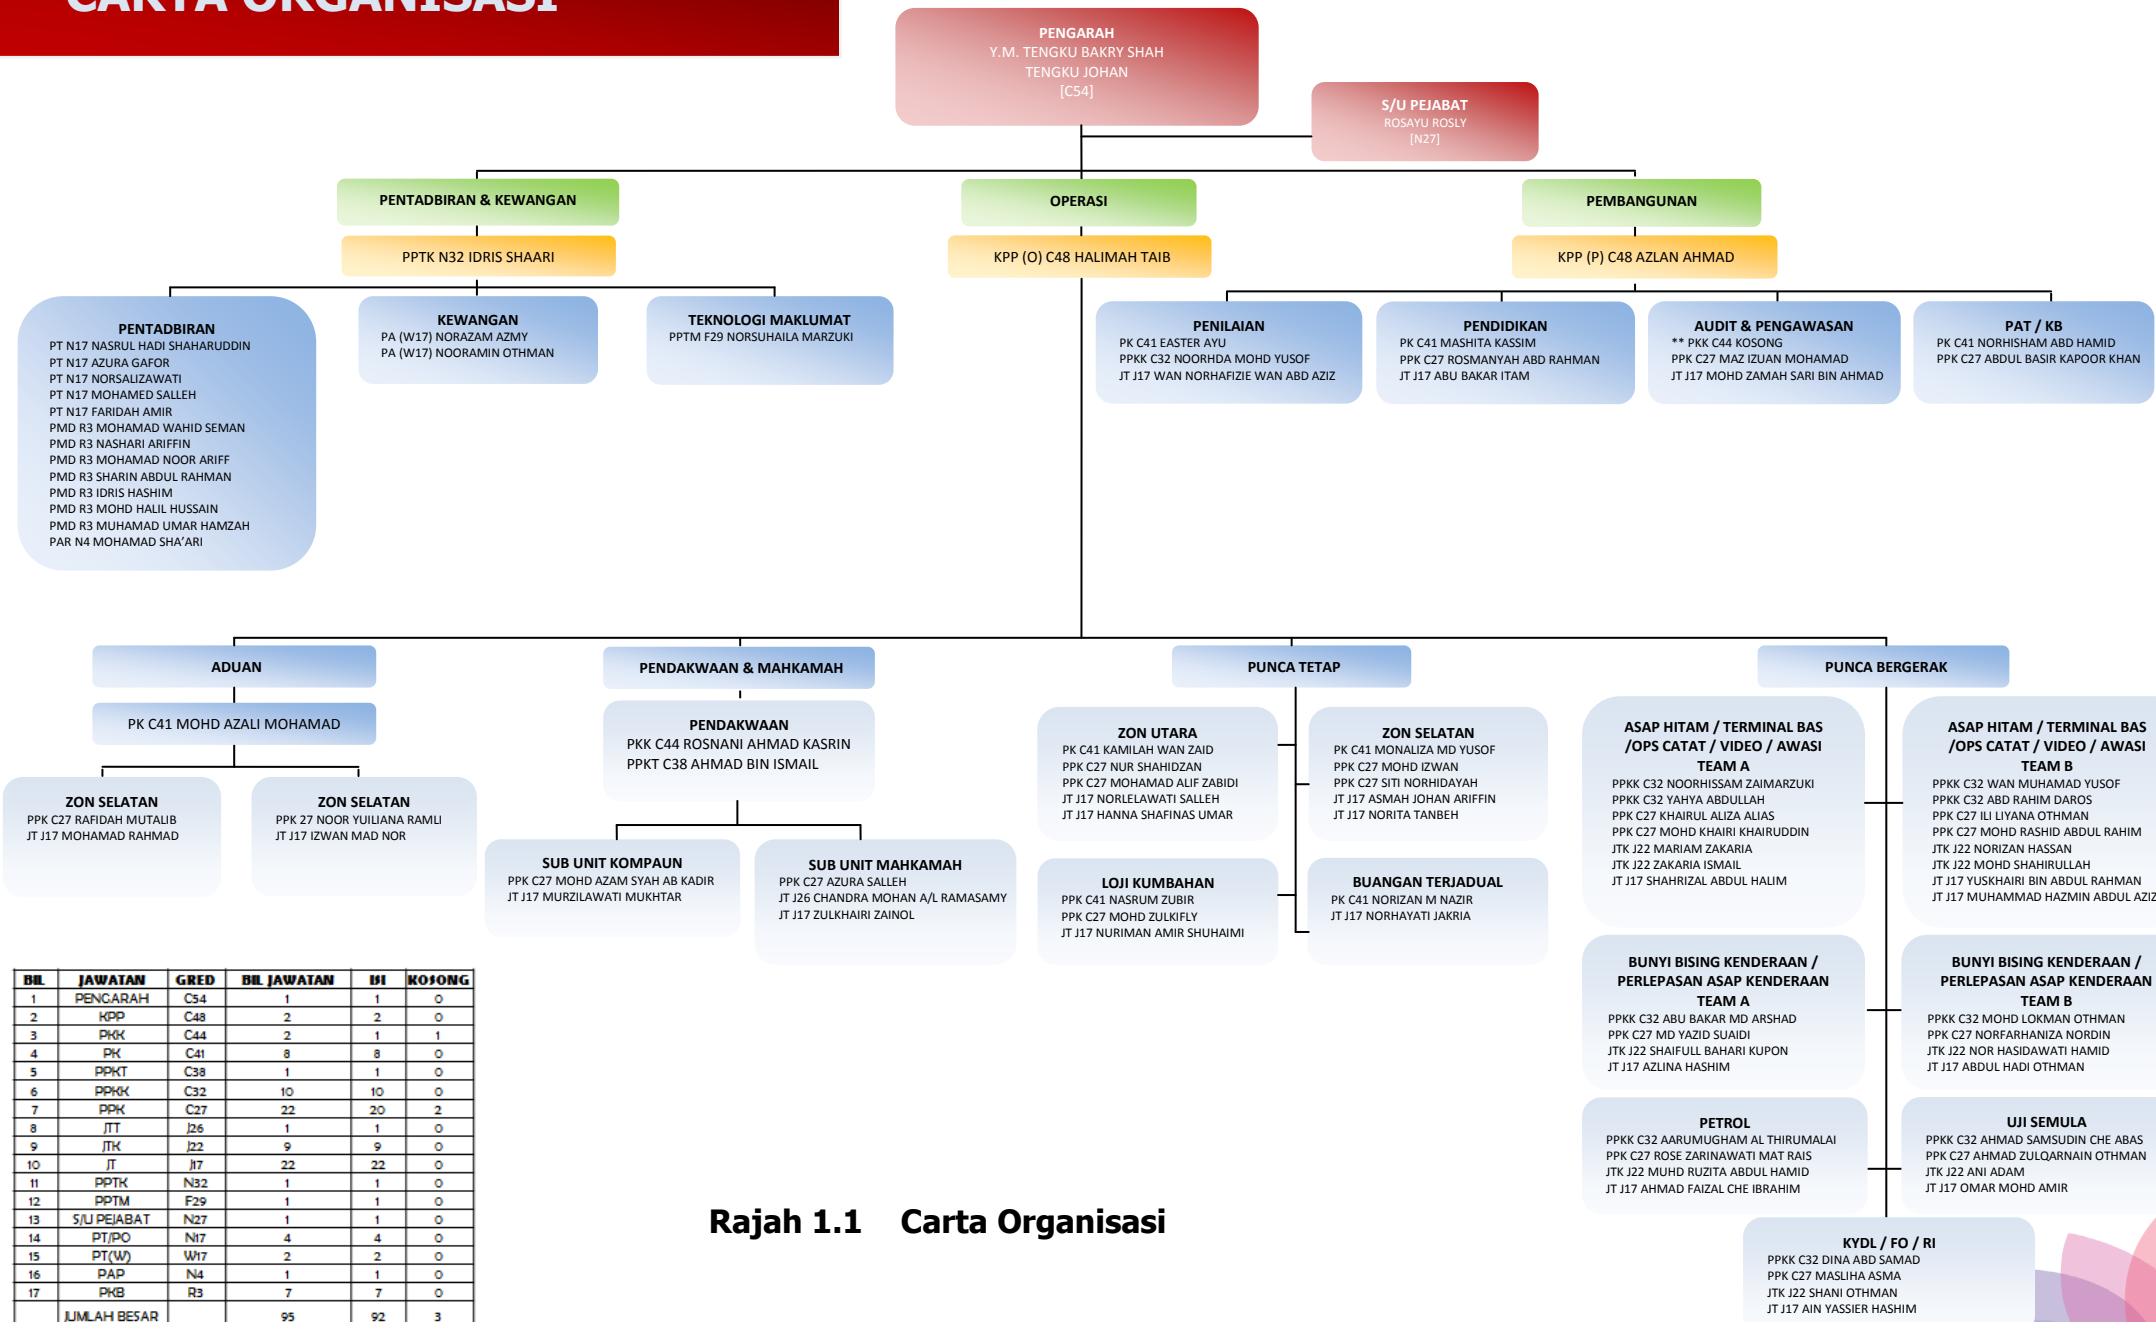 CARTA ORGANISASI
PENGARAH
Y.M. TENGKU BAKRY SHAH
TENGKU JOHAN
[C54]
S/U PEJABAT
ROSAYU ROSLY
[N27]
PENTADBIRAN & KEWANGAN
OPERASI
PEMBANGUNAN
PPTK N32 IDRIS SHAARI
KPP (O) C48 HALIMAH TAIB
KPP (P) C48 AZLAN AHMAD
PENTADBIRAN
PT N17 NASRUL HADI SHAHARUDDIN
PT N17 AZURA GAFOR
PT N17 NORSALIZAWATI
PT N17 MOHAMED SALLEH
PT N17 FARIDAH AMIR
PMD R3 MOHAMAD WAHID SEMAN
PMD R3 NASHARI ARIFFIN
PMD R3 MOHAMAD NOOR ARIFF
PMD R3 SHARIN ABDUL RAHMAN
PMD R3 IDRIS HASHIM
PMD R3 MOHD HALIL HUSSAIN
PMD R3 MUHAMAD UMAR HAMZAH
PAR N4 MOHAMAD SHA’ARI
KEWANGAN
PA (W17) NORAZAM AZMY
PA (W17) NOORAMIN OTHMAN
TEKNOLOGI MAKLUMAT
PPTM F29 NORSUHAILA MARZUKI
PENILAIAN
PK C41 EASTER AYU
PPKK C32 NOORHDA MOHD YUSOF
JT J17 WAN NORHAFIZIE WAN ABD AZIZ
PENDIDIKAN
PK C41 MASHITA KASSIM
PPK C27 ROSMANYAH ABD RAHMAN
JT J17 ABU BAKAR ITAM
AUDIT & PENGAWASAN
** PKK C44 KOSONG
PPK C27 MAZ IZUAN MOHAMAD
JT J17 MOHD ZAMAH SARI BIN AHMAD
PAT / KB
PK C41 NORHISHAM ABD HAMID
PPK C27 ABDUL BASIR KAPOOR KHAN
ADUAN
PK C41 MOHD AZALI MOHAMAD
ZON SELATAN
PPK C27 RAFIDAH MUTALIB
JT J17 MOHAMAD RAHMAD
ZON SELATAN
PPK 27 NOOR YUILIANA RAMLI
JT J17 IZWAN MAD NOR
PENDAKWAAN & MAHKAMAH
PENDAKWAAN
PKK C44 ROSNANI AHMAD KASRIN
PPKT C38 AHMAD BIN ISMAIL
SUB UNIT KOMPAUN
PPK C27 MOHD AZAM SYAH AB KADIR
JT J17 MURZILAWATI MUKHTAR
SUB UNIT MAHKAMAH
PPK C27 AZURA SALLEH
JT J26 CHANDRA MOHAN A/L RAMASAMY
JT J17 ZULKHAIRI ZAINOL
PUNCA TETAP
ZON UTARA
PK C41 KAMILAH WAN ZAID
PPK C27 NUR SHAHIDZAN
PPK C27 MOHAMAD ALIF ZABIDI
JT J17 NORLELAWATI SALLEH
JT J17 HANNA SHAFINAS UMAR
ZON SELATAN
PK C41 MONALIZA MD YUSOF
PPK C27 MOHD IZWAN
PPK C27 SITI NORHIDAYAH
JT J17 ASMAH JOHAN ARIFFIN
JT J17 NORITA TANBEH
LOJI KUMBAHAN
PPK C41 NASRUM ZUBIR
PPK C27 MOHD ZULKIFLY
JT J17 NURIMAN AMIR SHUHAIMI
BUANGAN TERJADUAL
PK C41 NORIZAN M NAZIR
JT J17 NORHAYATI JAKRIA
PUNCA BERGERAK
ASAP HITAM / TERMINAL BAS
/OPS CATAT / VIDEO / AWASI
TEAM A
PPKK C32 NOORHISSAM ZAIMARZUKI
PPKK C32 YAHYA ABDULLAH
PPK C27 KHAIRUL ALIZA ALIAS
PPK C27 MOHD KHAIRI KHAIRUDDIN
JTK J22 MARIAM ZAKARIA
JTK J22 ZAKARIA ISMAIL
JT J17 SHAHRIZAL ABDUL HALIM
ASAP HITAM / TERMINAL BAS
/OPS CATAT / VIDEO / AWASI
TEAM B
PPKK C32 WAN MUHAMAD YUSOF
PPKK C32 ABD RAHIM DAROS
PPK C27 ILI LIYANA OTHMAN
PPK C27 MOHD RASHID ABDUL RAHIM
JTK J22 NORIZAN HASSAN
JTK J22 MOHD SHAHIRULLAH
JT J17 YUSKHAIRI BIN ABDUL RAHMAN
JT J17 MUHAMMAD HAZMIN ABDUL AZIZ
BUNYI BISING KENDERAAN /
PERLEPASAN ASAP KENDERAAN
TEAM A
PPKK C32 ABU BAKAR MD ARSHAD
PPK C27 MD YAZID SUAIDI
JTK J22 SHAIFULL BAHARI KUPON
JT J17 AZLINA HASHIM
BUNYI BISING KENDERAAN /
PERLEPASAN ASAP KENDERAAN
TEAM B
PPKK C32 MOHD LOKMAN OTHMAN
PPK C27 NORFARHANIZA NORDIN
JTK J22 NOR HASIDAWATI HAMID
JT J17 ABDUL HADI OTHMAN
PETROL
PPKK C32 AARUMUGHAM AL THIRUMALAI
PPK C27 ROSE ZARINAWATI MAT RAIS
JTK J22 MUHD RUZITA ABDUL HAMID
JT J17 AHMAD FAIZAL CHE IBRAHIM
UJI SEMULA
PPKK C32 AHMAD SAMSUDIN CHE ABAS
PPK C27 AHMAD ZULQARNAIN OTHMAN
JTK J22 ANI ADAM
JT J17 OMAR MOHD AMIR
KYDL / FO / RI
PPKK C32 DINA ABD SAMAD
PPK C27 MASLIHA ASMA
JTK J22 SHANI OTHMAN
JT J17 AIN YASSIER HASHIM
BIL JAWATAN GRED BIL JAWATAN ISI KOSONG
1 PENGARAH C54 1 1 0
2 KPP C48 2 2 0
3 PKK C44 2 1 1
4 PK C41 8 8 0
5 PPKT C38 1 1 0
6 PPKK C32 10 10 0
7 PPK C27 22 20 2
8 JTT J26 1 1 0
9 JTK J22 9 9 0
10 JT J17 22 22 0
11 PPTK N32 1 1 0
12 PPTM F29 1 1 0
13 S/U PEJABAT N27 1 1 0
14 PT/PO N17 4 4 0
15 PT(W) W17 2 2 0
16 PAP N4 1 1 0
17 PKB R3 7 7 0
JUMLAH BESAR 95 92 3
Rajah 1.1 Carta Organisasi